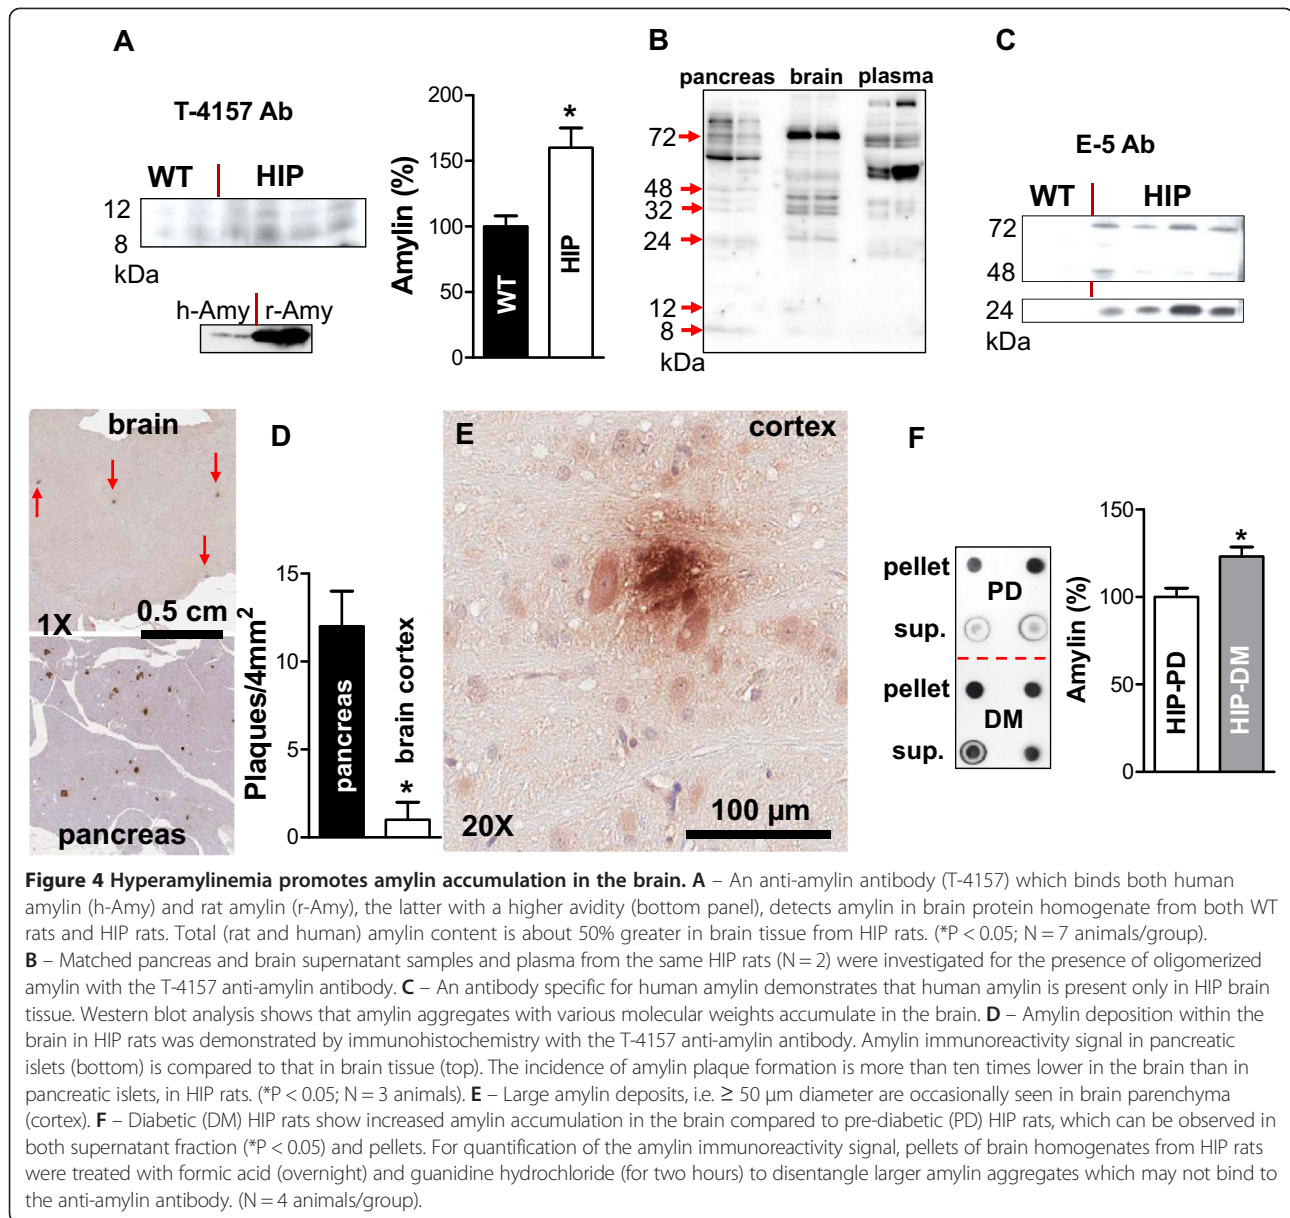 A
T-4157 Ab
WT HIP
12
8
kDa
h-Amy r-Amy
200
150
100
50
0
Amylin (%)
WT
HIP
*
B
pancreas brain plasma
72
48
32
24
12
8
kDa
C
E-5 Ab
WT HIP
72
48
24
kDa
brain
1X
0.5 cm
pancreas
D
15
10
5
0
Plaques/4mm2
pancreas
* brain cortex
E
cortex
20X
100 µm
F
pellet
PD
sup.
pellet
DM
sup.
150
100
50
0
Amylin (%)
HIP-PD
HIP-DM
*
Figure 4 Hyperamylinemia promotes amylin accumulation in the brain. A – An anti-amylin antibody (T-4157) which binds both human
amylin (h-Amy) and rat amylin (r-Amy), the latter with a higher avidity (bottom panel), detects amylin in brain protein homogenate from both WT
rats and HIP rats. Total (rat and human) amylin content is about 50% greater in brain tissue from HIP rats. (*P < 0.05; N = 7 animals/group).
B – Matched pancreas and brain supernatant samples and plasma from the same HIP rats (N = 2) were investigated for the presence of oligomerized
amylin with the T-4157 anti-amylin antibody. C – An antibody specific for human amylin demonstrates that human amylin is present only in HIP brain
tissue. Western blot analysis shows that amylin aggregates with various molecular weights accumulate in the brain. D – Amylin deposition within the
brain in HIP rats was demonstrated by immunohistochemistry with the T-4157 anti-amylin antibody. Amylin immunoreactivity signal in pancreatic
islets (bottom) is compared to that in brain tissue (top). The incidence of amylin plaque formation is more than ten times lower in the brain than in
pancreatic islets, in HIP rats. (*P < 0.05; N = 3 animals). E – Large amylin deposits, i.e. ≥ 50 µm diameter are occasionally seen in brain parenchyma
(cortex). F – Diabetic (DM) HIP rats show increased amylin accumulation in the brain compared to pre-diabetic (PD) HIP rats, which can be observed in
both supernatant fraction (*P < 0.05) and pellets. For quantification of the amylin immunoreactivity signal, pellets of brain homogenates from HIP rats
were treated with formic acid (overnight) and guanidine hydrochloride (for two hours) to disentangle larger amylin aggregates which may not bind to
the anti-amylin antibody. (N = 4 animals/group).